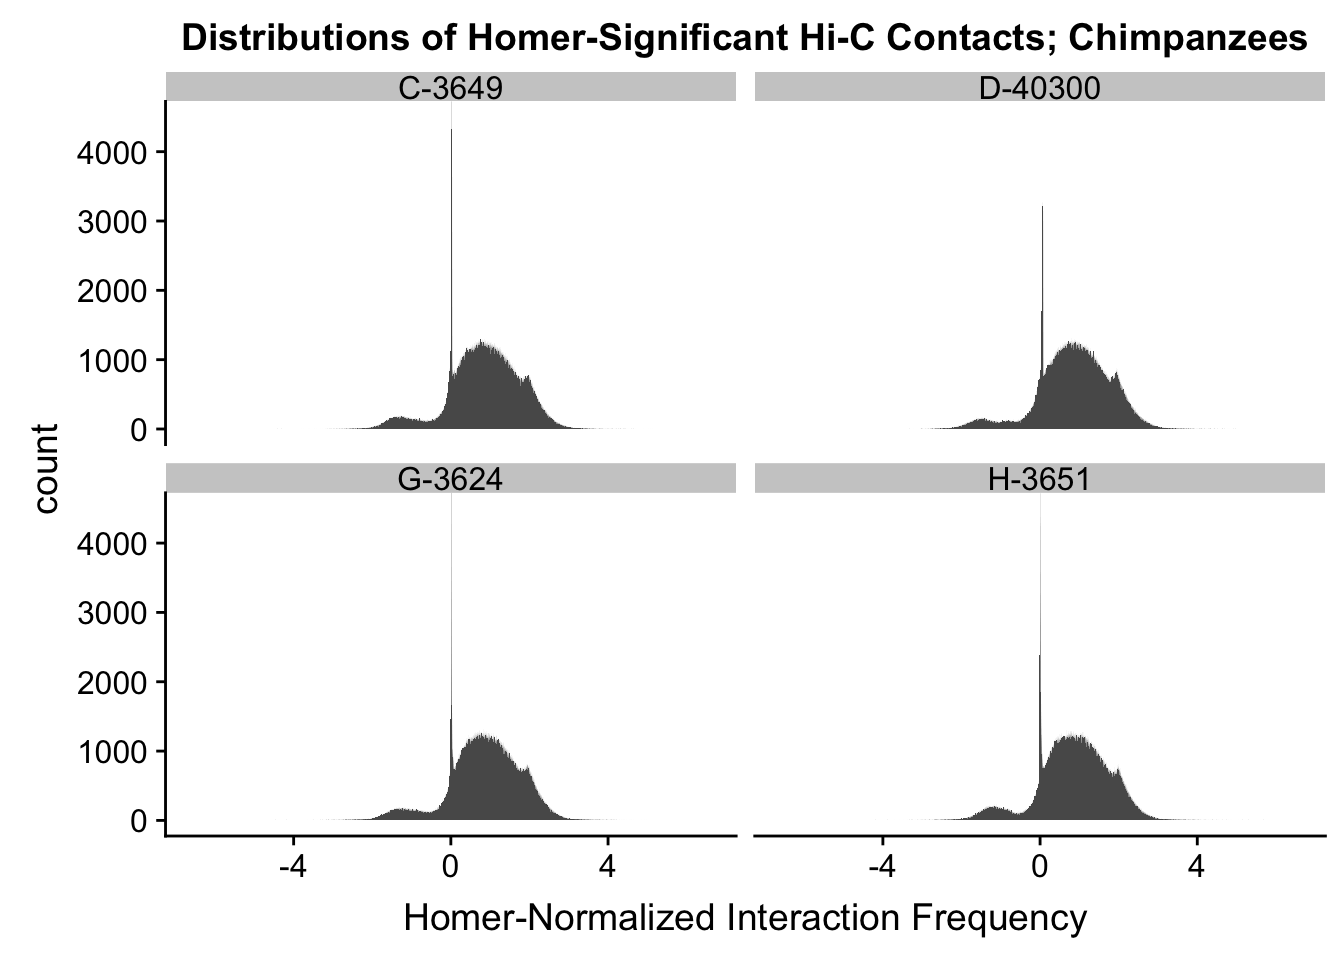 Distributions of Homer-Significant Hi-C Contacts; Chimpanzees
C-3649
D-40300
4000
3000
2000
1000
0
G-3624
H-3651
4000
3000
2000
1000
0
count
-4 0 4
-4 0 4
Homer-Normalized Interaction Frequency